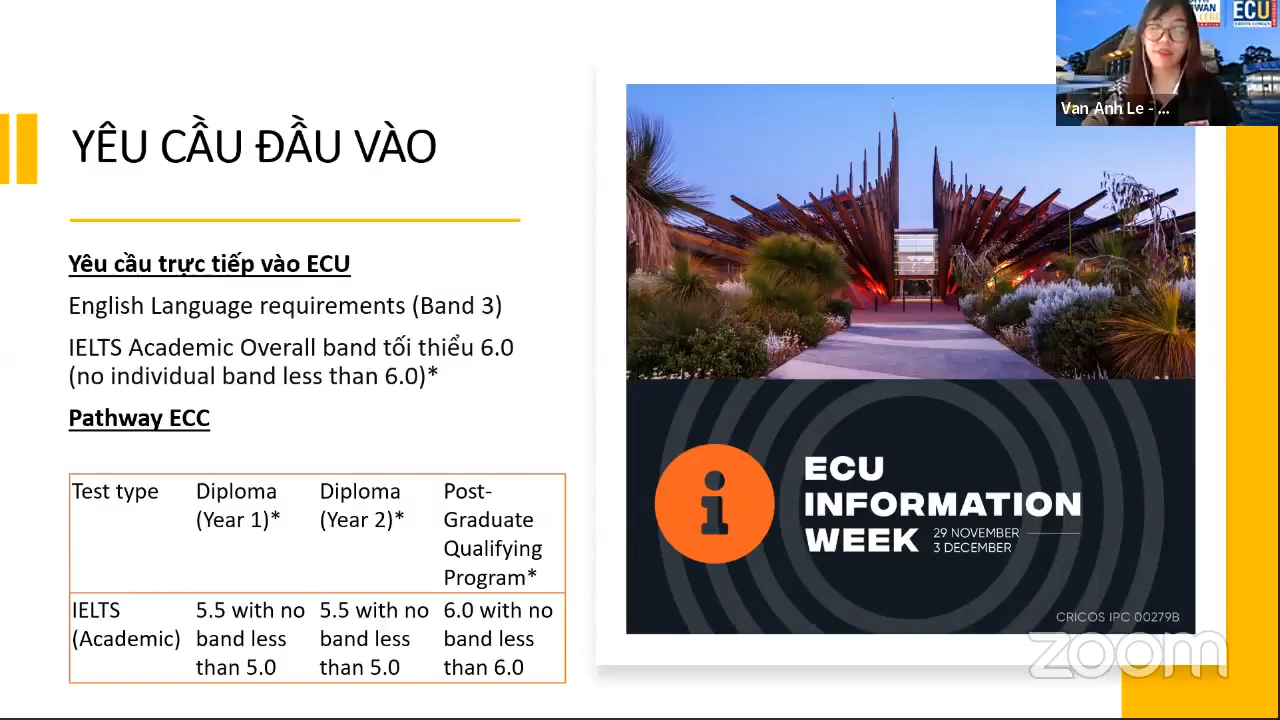 ECU
Van Anh Le - ...
YÊU CẦU ĐẦU VÀO
Yêu cầu trực tiếp vào ECU
English Language requirements (Band 3)
IELTS Academic Overall band tối thiểu 6.0
(no individual band less than 6.0)*
Pathway ECC
Test type
Diploma
(Year 1)*
Diploma
(Year 2)*
Post-
Graduate
Qualifying
Program*
IELTS
(Academic)
5.5 with no
band less
than 5.0
5.5 with no
band less
than 5.0
6.0 with no
band less
than 6.0
ECU
INFORMATION
WEEK
29 NOVEMBER
3 DECEMBER
CRICOS IPC 00279B
zoom